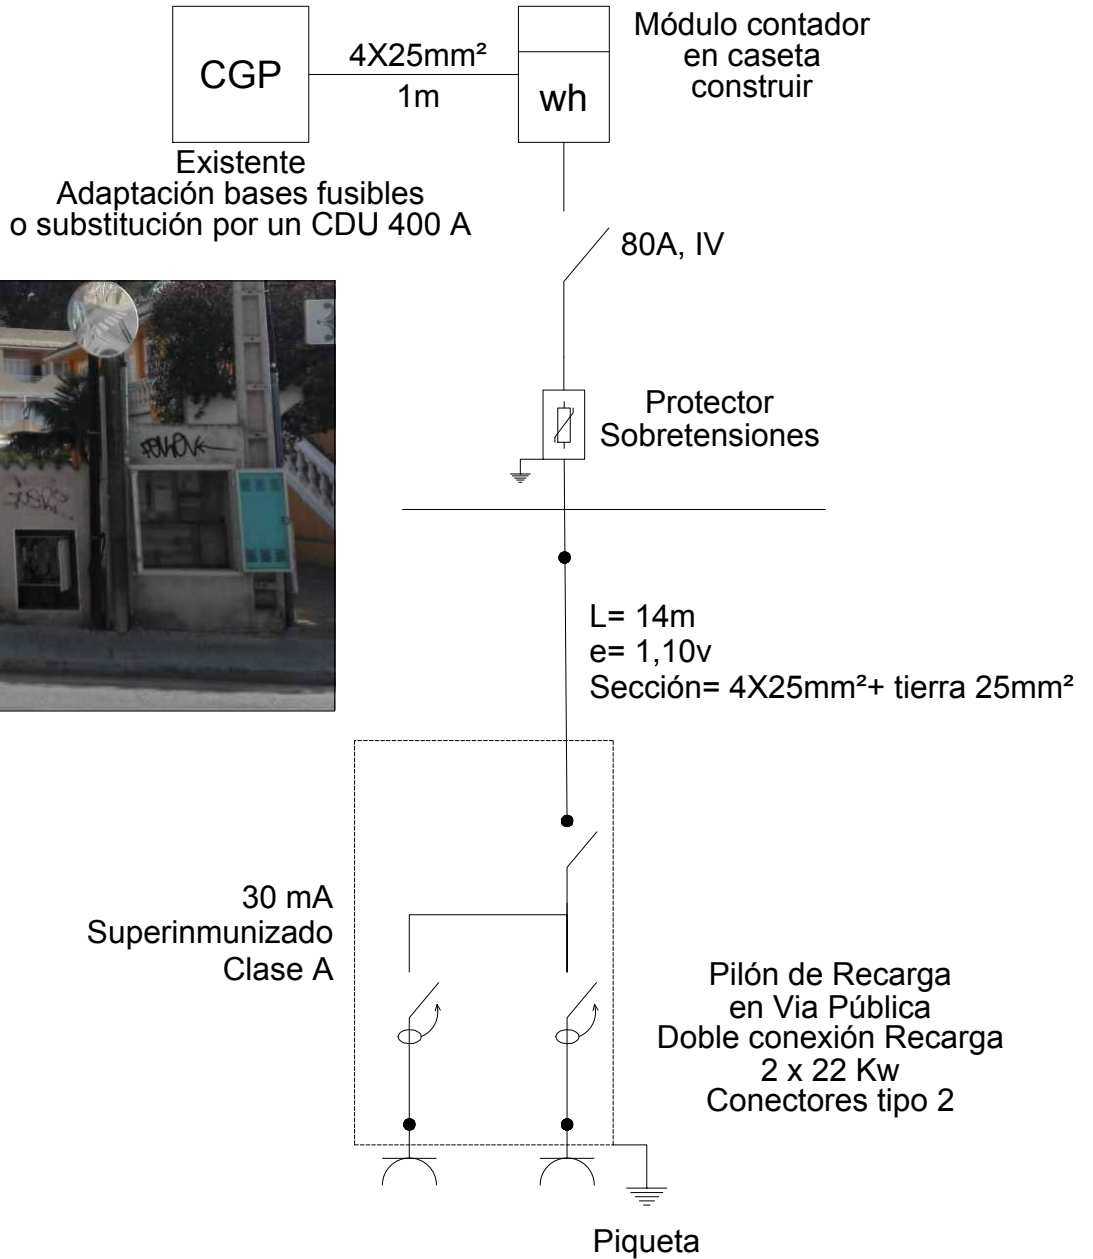 CGP
4X25mm²
1m
wh
Módulo contador
en caseta
construir
Existente
Adaptación bases fusibles
o substitución por un CDU 400 A
80A, IV
Protector
Sobretensiones
L= 14m
e= 1,10v
Sección= 4X25mm²+ tierra 25mm²
30 mA
Superinmunizado
Clase A
Pilón de Recarga
en Via Pública
Doble conexión Recarga
2 x 22 Kw
Conectores tipo 2
Piqueta